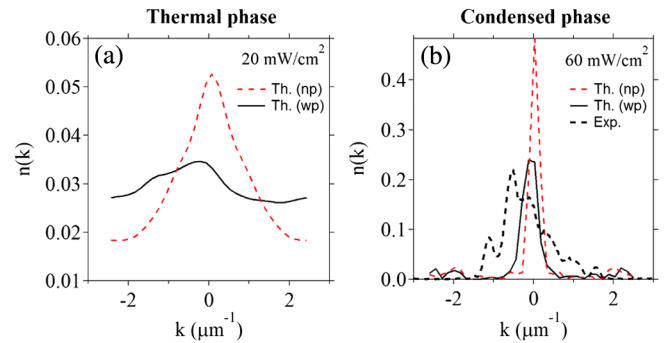 Thermal phase
Condensed phase
(a)
20 mW/cm²
Th. (np)
Th. (wp)
0.06
0.05
0.04
0.03
0.02
0.01
n(k)
-2
0
2
k (μm⁻¹)
(b)
60 mW/cm²
Th. (np)
Th. (wp)
Exp.
0.4
0.3
0.2
0.1
0.0
n(k)
-2
0
2
k (μm⁻¹)